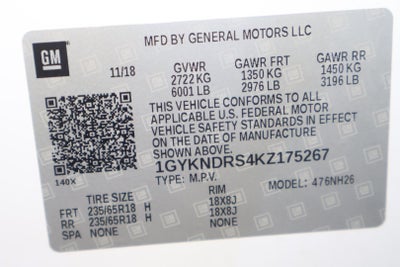 GM
MFD BY GENERAL MOTORS LLC
11/18 GVWR GAWR FRT GAWR RR
2722 KG 1350 KG 1450 KG
6001 LB 2976 LB 3196 LB
THIS VEHICLE CONFORMS TO ALL
APPLICABLE U.S. FEDERAL MOTOR
VEHICLE SAFETY STANDARDS IN EFFECT
ON THE DATE OF MANUFACTURE
SHOWN ABOVE.
140X
1GYKNDRS4KZ175267
TYPE: M.P.V. MODEL: 476NH26
TIRE SIZE RIM
FRT 235/65R18 H 18X8J
RR 235/65R18 H 18X8J
SPA NONE NONE